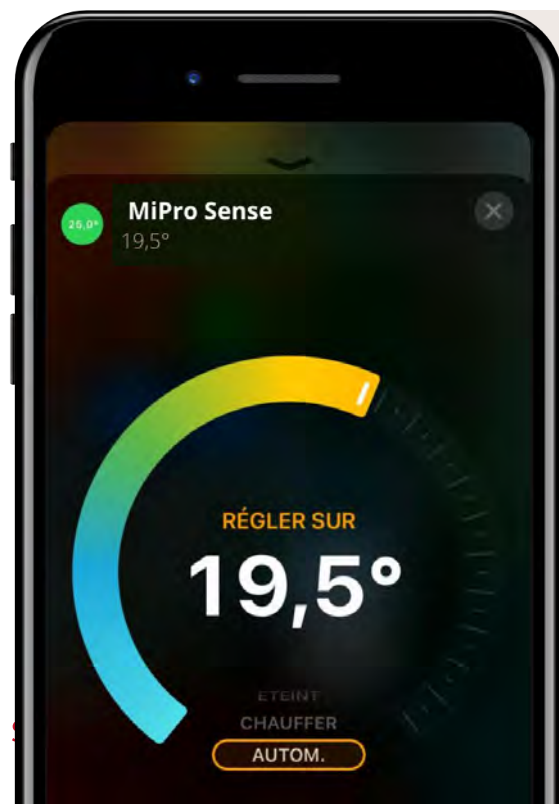 26,0°
MiPro Sense
19,5°
RÉGLER SUR
19,5°
ETEINT
CHAUFFER
AUTOM.